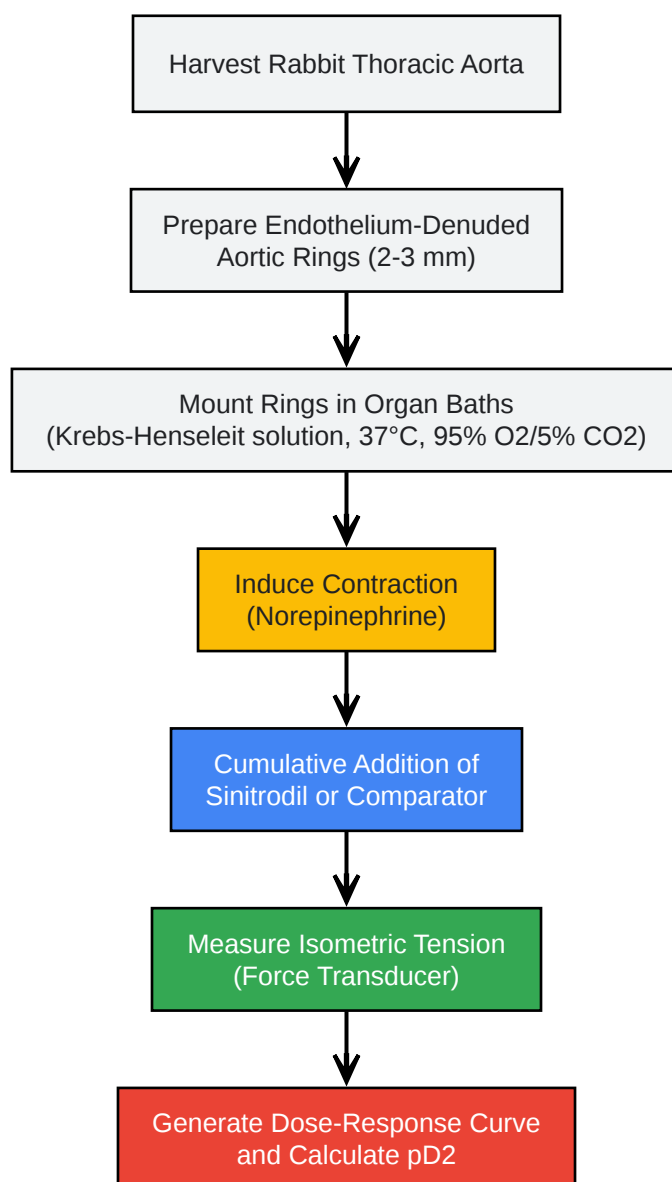 Harvest Rabbit Thoracic Aorta
Prepare Endothelium-Denuded
Aortic Rings (2-3 mm)
Mount Rings in Organ Baths
(Krebs-Henseleit solution, 37°C, 95% O2/5% CO2)
Induce Contraction
(Norepinephrine)
Cumulative Addition of
Sinitrodil or Comparator
Measure Isometric Tension
(Force Transducer)
Generate Dose-Response Curve
and Calculate pD2